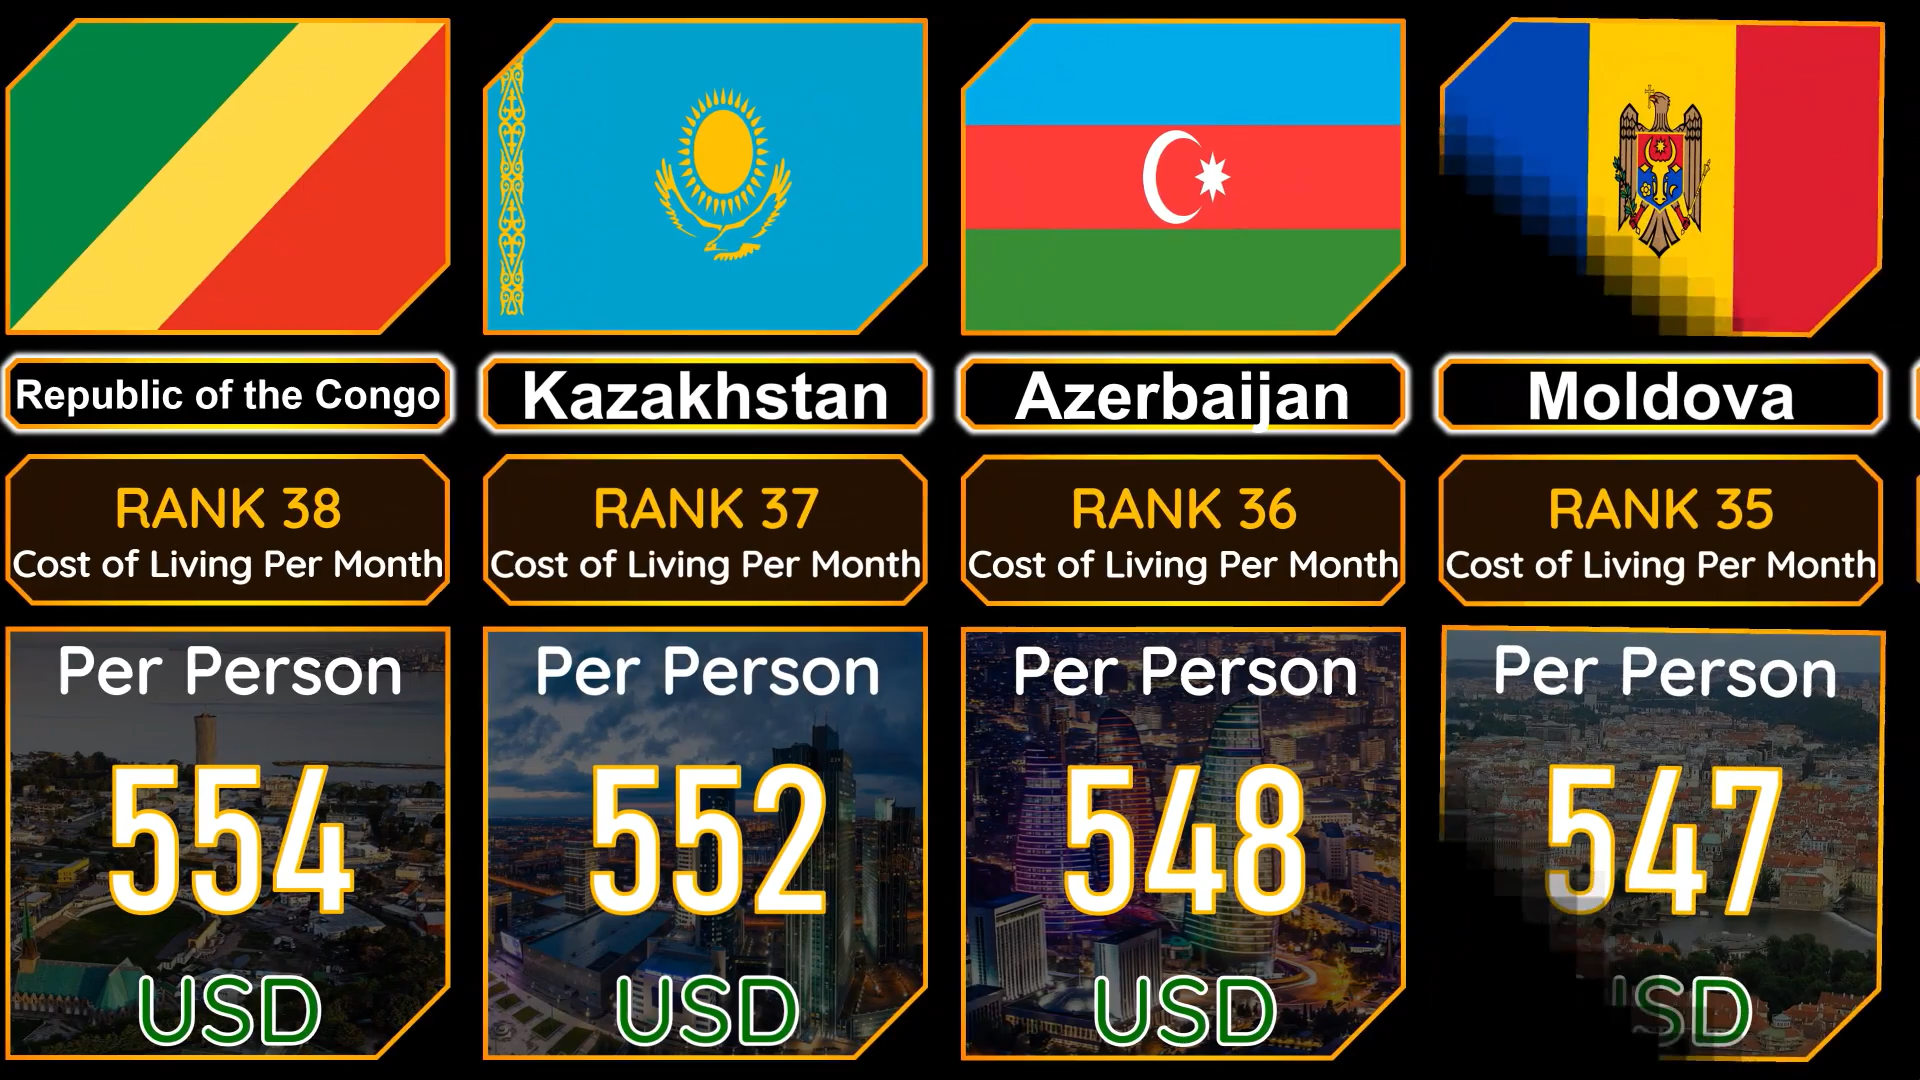 Republic of the Congo
RANK 38
Cost of Living Per Month
Per Person
554
USD
Kazakhstan
RANK 37
Cost of Living Per Month
Per Person
552
USD
Azerbaijan
RANK 36
Cost of Living Per Month
Per Person
548
USD
Moldova
RANK 35
Cost of Living Per Month
Per Person
547
USD